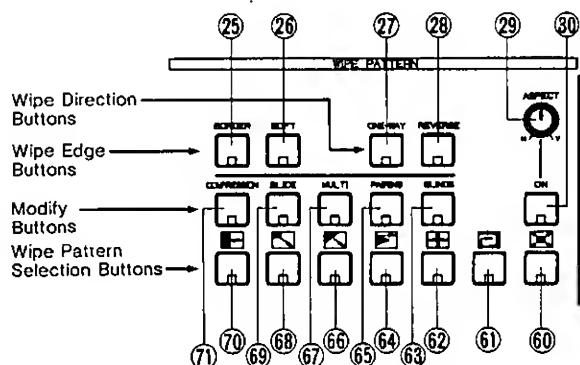 25 26 27 28 29 30
WIPE PATTERN
ASPECT
Wipe Direction
Buttons
BORDER SOFT ONE-WAY REVERSE
H V
Wipe Edge
Buttons
COMPRESSION SLIDE MULTI PAIRING BLINDS ON
Modify
Buttons
Wipe Pattern
Selection Buttons
71 70 69 68 67 66 65 64 63 62 61 60